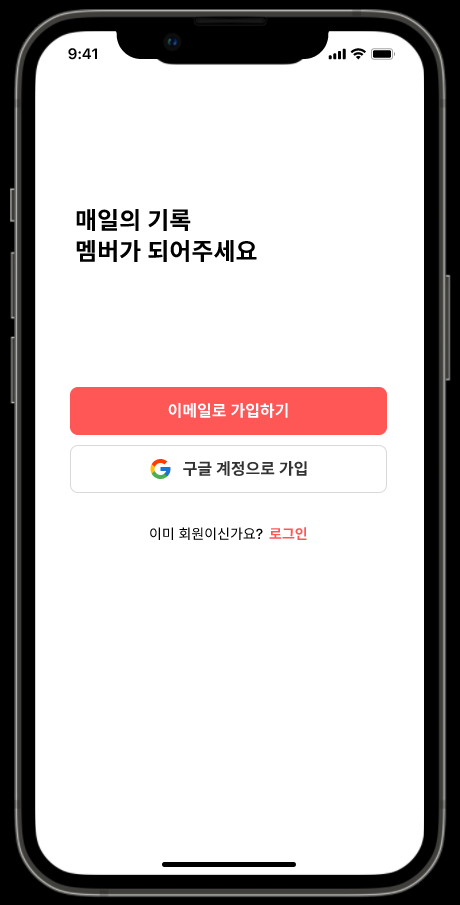 9:41
매일의 기록
멤버가 되어주세요
이메일로 가입하기
구글 계정으로 가입
이미 회원이신가요? 로그인